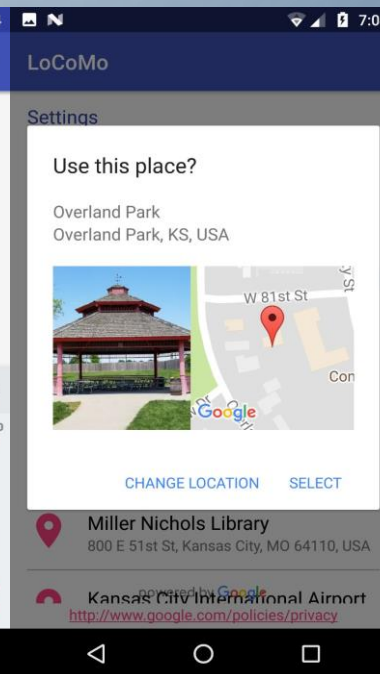 7:0
LoCoMo
Settings
Use this place?
Overland Park
Overland Park, KS, USA
W 81st St
y St
Con
Google
CHANGE LOCATION SELECT
Miller Nichols Library
800 E 51st St, Kansas City, MO 64110, USA
Kansas City International Airport
powered by Google
http://www.google.com/policies/privacy